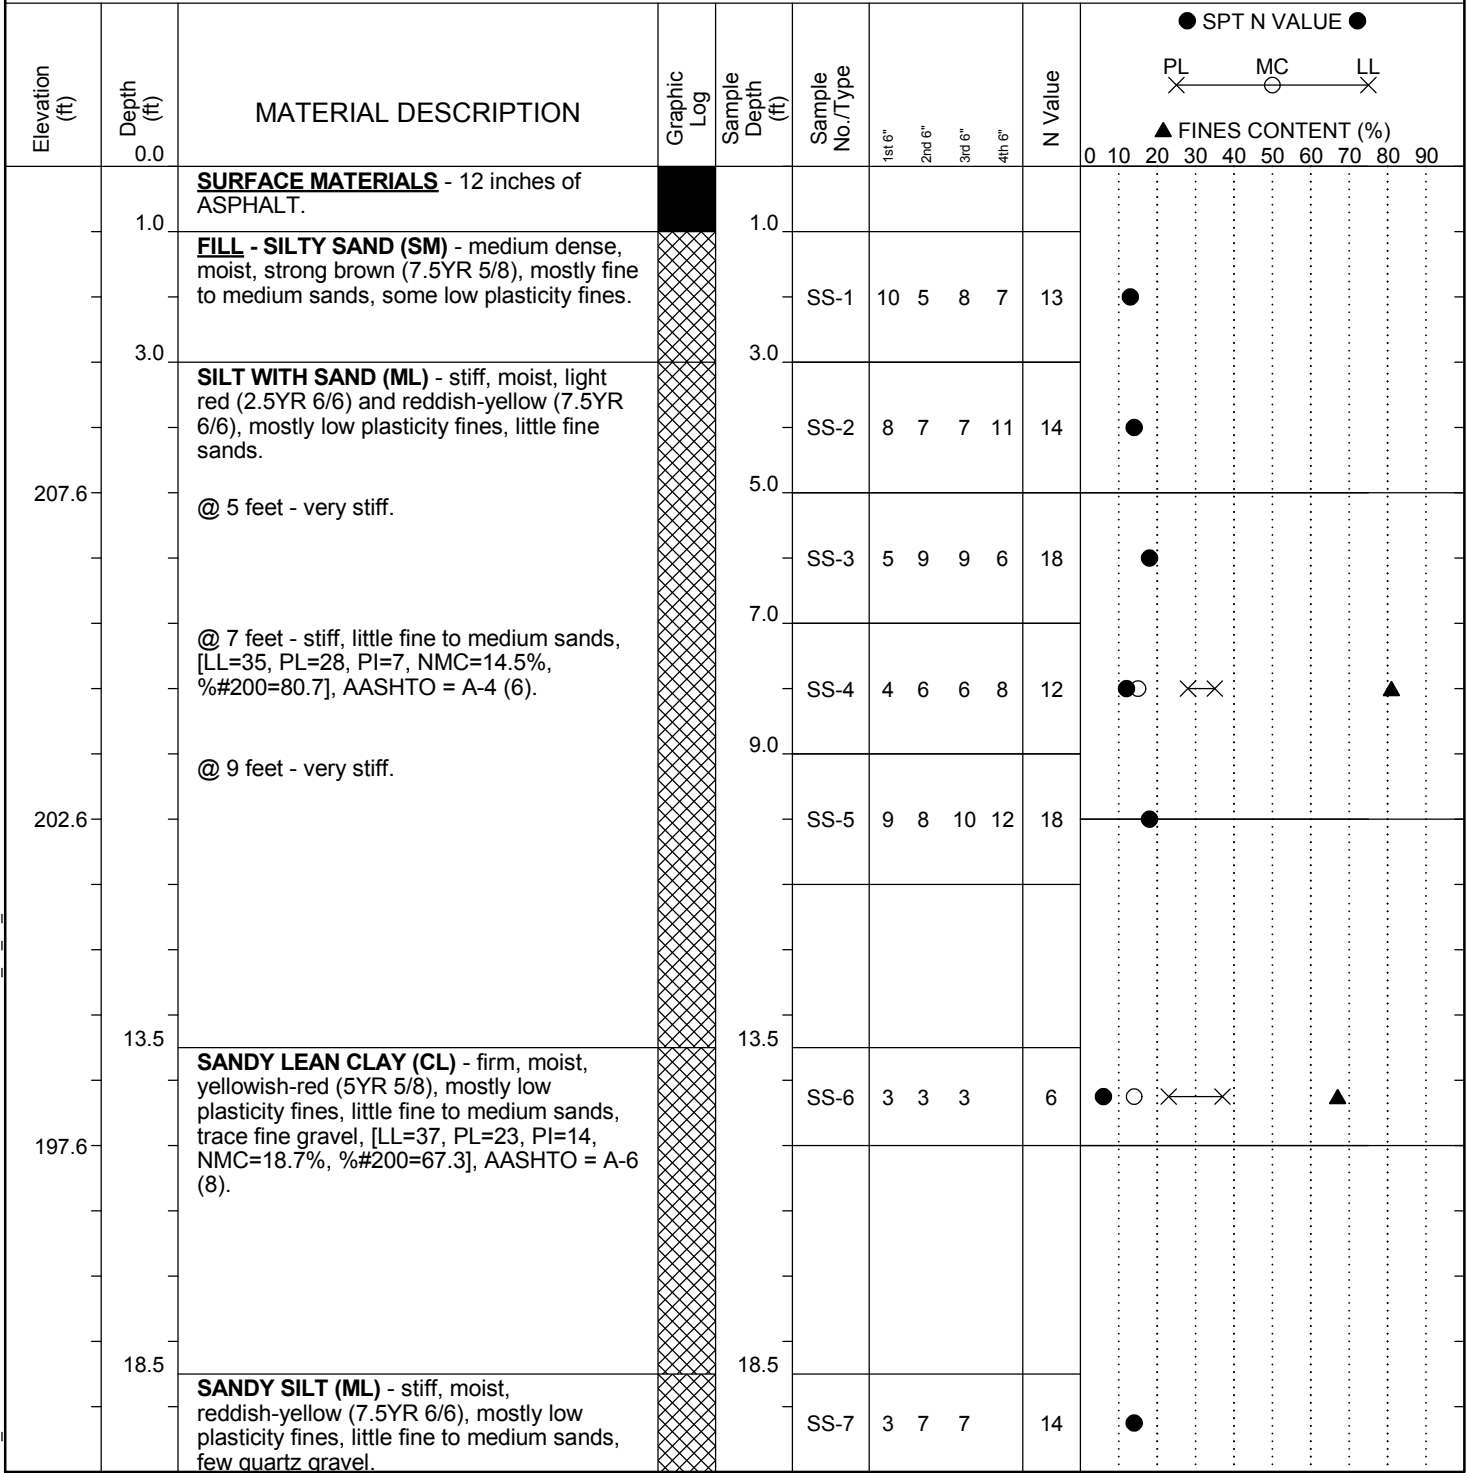 ● SPT N VALUE ●
PL MC LL
▲ FINES CONTENT (%)
0 10 20 30 40 50 60 70 80 90
Elevation (ft)
Depth (ft)
0.0
MATERIAL DESCRIPTION
Graphic Log
Sample Depth (ft)
Sample No./Type
1st 6"
2nd 6"
3rd 6"
4th 6"
N Value
SURFACE MATERIALS - 12 inches of
ASPHALT.
1.0 1.0
FILL - SILTY SAND (SM) - medium dense,
moist, strong brown (7.5YR 5/8), mostly fine
to medium sands, some low plasticity fines.
SS-1 10 5 8 7 13
3.0 3.0
SILT WITH SAND (ML) - stiff, moist, light
red (2.5YR 6/6) and reddish-yellow (7.5YR
6/6), mostly low plasticity fines, little fine
sands.
SS-2 8 7 7 11 14
5.0
207.6
@ 5 feet - very stiff.
SS-3 5 9 9 6 18
7.0
@ 7 feet - stiff, little fine to medium sands,
[LL=35, PL=28, PI=7, NMC=14.5%,
%#200=80.7], AASHTO = A-4 (6).
SS-4 4 6 6 8 12
9.0
@ 9 feet - very stiff.
202.6
SS-5 9 8 10 12 18
13.5 13.5
SANDY LEAN CLAY (CL) - firm, moist,
yellowish-red (5YR 5/8), mostly low
plasticity fines, little fine to medium sands,
trace fine gravel, [LL=37, PL=23, PI=14,
NMC=18.7%, %#200=67.3], AASHTO = A-6
(8).
SS-6 3 3 3 6
197.6
18.5 18.5
SANDY SILT (ML) - stiff, moist,
reddish-yellow (7.5YR 6/6), mostly low
plasticity fines, little fine to medium sands,
few quartz gravel.
SS-7 3 7 7 14